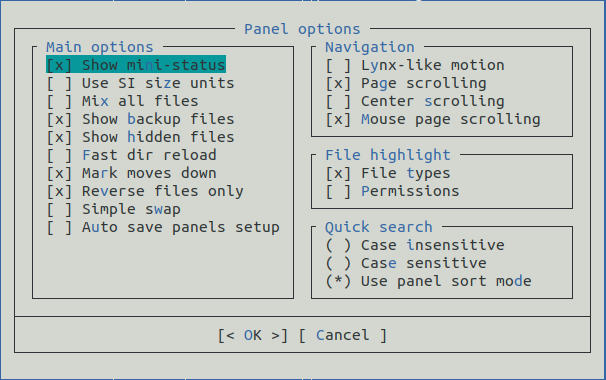 Panel options
Main options
[x] Show mini-status
[ ] Use SI size units
[ ] Mix all files
[x] Show backup files
[x] Show hidden files
[ ] Fast dir reload
[x] Mark moves down
[x] Reverse files only
[ ] Simple swap
[ ] Auto save panels setup
Navigation
[ ] Lynx-like motion
[x] Page scrolling
[ ] Center scrolling
[x] Mouse page scrolling
File highlight
[x] File types
[ ] Permissions
Quick search
( ) Case insensitive
( ) Case sensitive
(*) Use panel sort mode
[< OK >] [ Cancel ]